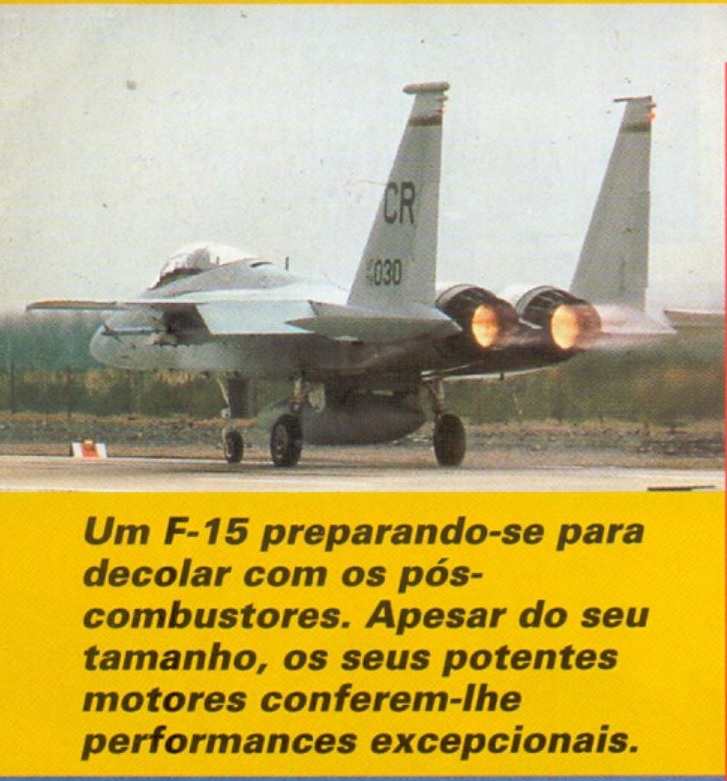 CR
030
Um F-15 preparando-se para
decolar com os pós-
combustores. Apesar do seu
tamanho, os seus potentes
motores conferem-lhe
performances excepcionais.